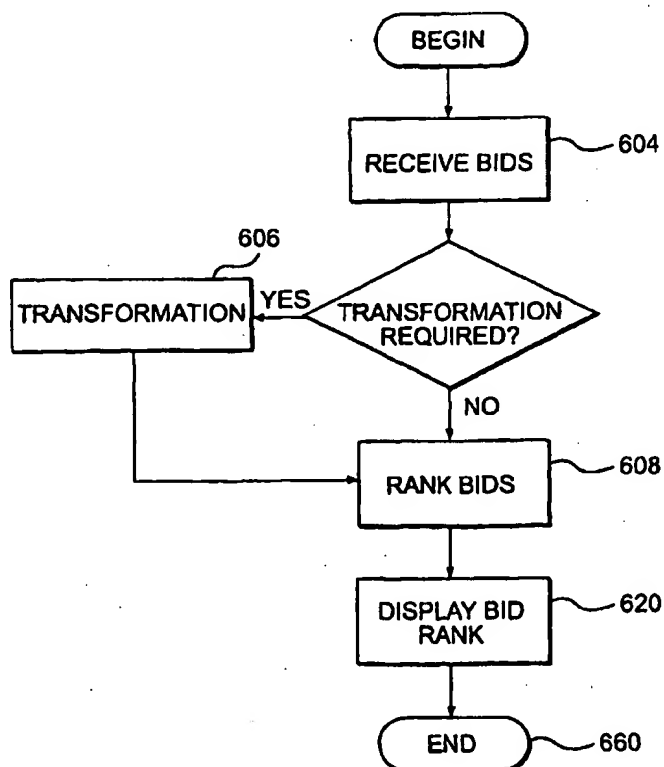 BEGIN
RECEIVE BIDS
604
606
TRANSFORMATION
YES
TRANSFORMATION
REQUIRED?
NO
RANK BIDS
608
DISPLAY BID
RANK
620
END
660